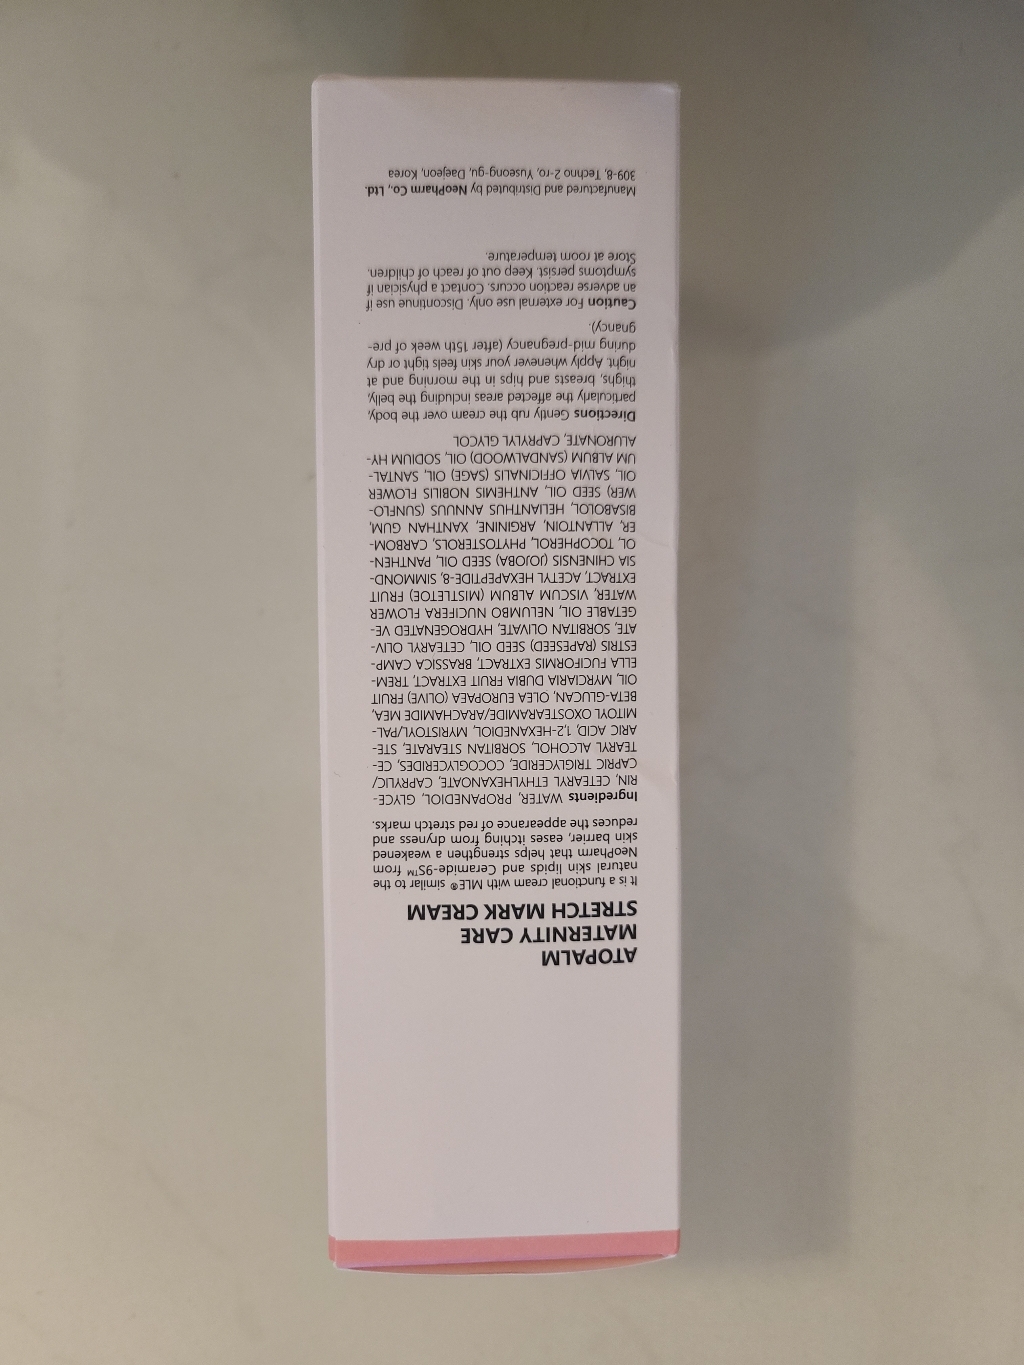 ATOPALM
MATERNITY CARE
STRETCH MARK CREAM
It is a functional cream with MLE® similar to the
natural skin lipids and Ceramide-9S™ from
NeoPharm that helps strengthen a weakened
skin barrier, eases itching from dryness and
reduces the appearance of red stretch marks.
Ingredients WATER, PROPANEDIOL, GLYCE-
RIN, CETEARYL ETHYLHEXANOATE, CAPRYLIC/
CAPRIC TRIGLYCERIDE, COCOGLYCERIDES, CE-
TEARYL ALCOHOL, SORBITAN STEARATE, STE-
ARIC ACID, 1,2-HEXANEDIOL, MYRISTOYL/PAL-
MITOYL OXOSTEARAMIDE/ARACHAMIDE MEA,
BETA-GLUCAN, OLEA EUROPAEA (OLIVE) FRUIT
OIL, MYRCIARIA DUBIA FRUIT EXTRACT, TREM-
ELLA FUCIFORMIS EXTRACT, BRASSICA CAMP-
ESTRIS (RAPESEED) SEED OIL, CETEARYL OLIV-
ATE, SORBITAN OLIVATE, HYDROGENATED VE-
GETABLE OIL, NELUMBO NUCIFERA FLOWER
WATER, VISCUM ALBUM (MISTLETOE) FRUIT
EXTRACT, ACETYL HEXAPEPTIDE-8, SIMMOND-
SIA CHINENSIS (JOJOBA) SEED OIL, PANTHEN-
OL, TOCOPHEROL, PHYTOSTEROLS, CARBOM-
ER, ALLANTOIN, ARGININE, XANTHAN GUM,
BISABOLOL, HELIANTHUS ANNUUS (SUNFLO-
WER) SEED OIL, ANTHEMIS NOBILIS FLOWER
OIL, SALVIA OFFICINALIS (SAGE) OIL, SANTAL-
UM ALBUM (SANDALWOOD) OIL, SODIUM HY-
ALURONATE, CAPRYLYL GLYCOL
Directions Gently rub the cream over the body,
particularly the affected areas including the belly,
thighs, breasts and hips in the morning and at
night. Apply whenever your skin feels tight or dry
during mid-pregnancy (after 15th week of pre-
gnancy).
Caution For external use only. Discontinue use if
an adverse reaction occurs. Contact a physician if
symptoms persist. Keep out of reach of children.
Store at room temperature.
Manufactured and Distributed by NeoPharm Co., Ltd.
309-8, Techno 2-ro, Yuseong-gu, Daejeon, Korea